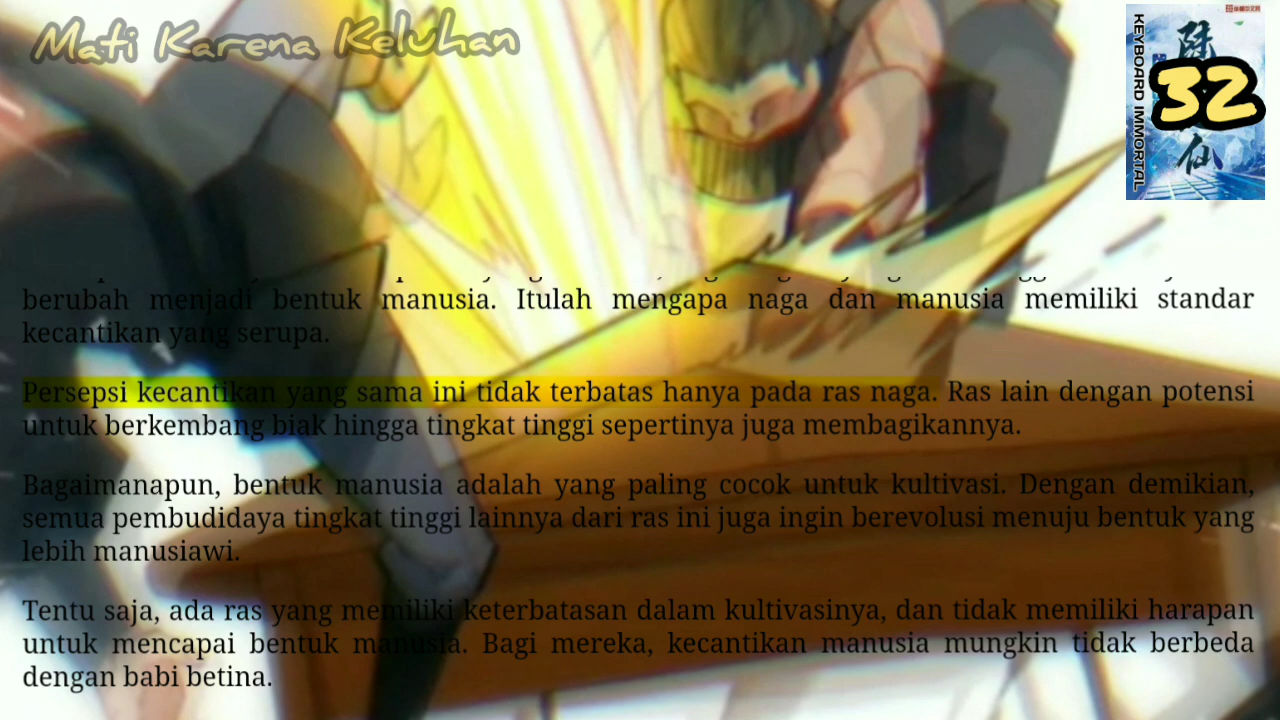 Mati Karena Keluhan
32
KEYBOARD IMMORTAL
陆
仙
berubah menjadi bentuk manusia. Itulah mengapa naga dan manusia memiliki standar
kecantikan yang serupa.
Persepsi kecantikan yang sama ini tidak terbatas hanya pada ras naga. Ras lain dengan potensi
untuk berkembang biak hingga tingkat tinggi sepertinya juga membagikannya.
Bagaimanapun, bentuk manusia adalah yang paling cocok untuk kultivasi. Dengan demikian,
semua pembudidaya tingkat tinggi lainnya dari ras ini juga ingin berevolusi menuju bentuk yang
lebih manusiawi.
Tentu saja, ada ras yang memiliki keterbatasan dalam kultivasinya, dan tidak memiliki harapan
untuk mencapai bentuk manusia. Bagi mereka, kecantikan manusia mungkin tidak berbeda
dengan babi betina.